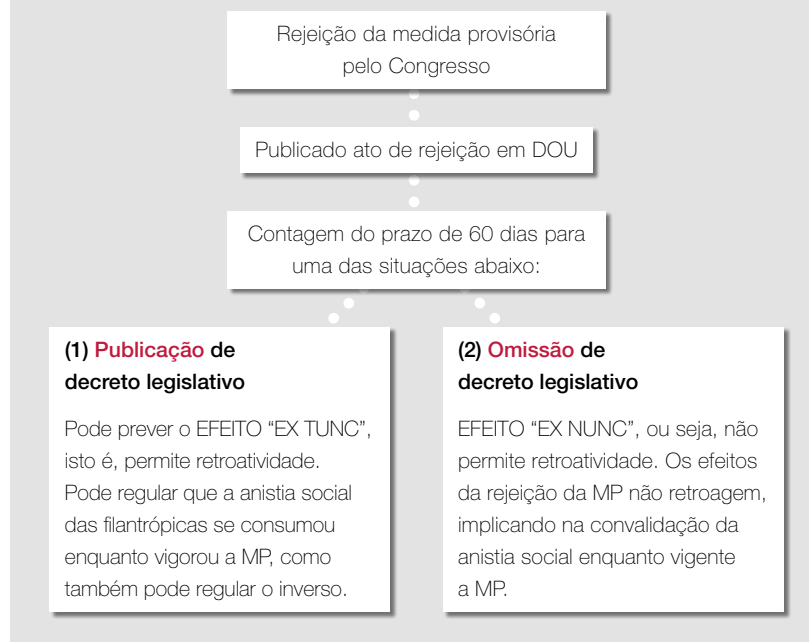 Rejeição da medida provisória
pelo Congresso
Publicado ato de rejeição em DOU
Contagem do prazo de 60 dias para
uma das situações abaixo:
(1) Publicação de
decreto legislativo
Pode prever o EFEITO “EX TUNC”,
isto é, permite retroatividade.
Pode regular que a anistia social
das filantrópicas se consumou
enquanto vigorou a MP, como
também pode regular o inverso.
(2) Omissão de
decreto legislativo
EFEITO “EX NUNC”, ou seja, não
permite retroatividade. Os efeitos
da rejeição da MP não retroagem,
implicando na convalidação da
anistia social enquanto vigente
a MP.